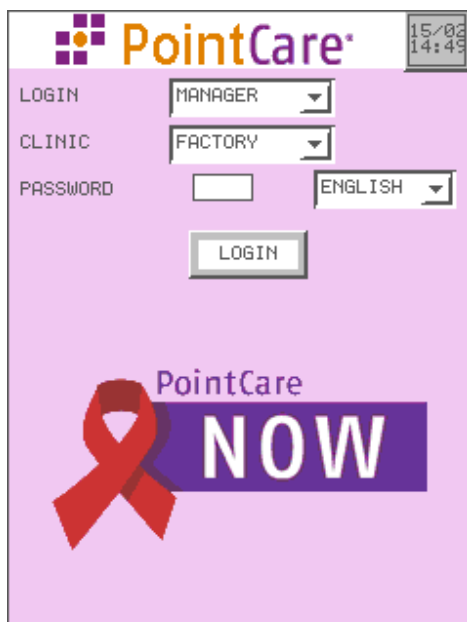 PointCare
15/02
14:49
LOGIN MANAGER
CLINIC FACTORY
PASSWORD ENGLISH
LOGIN
PointCare
NOW